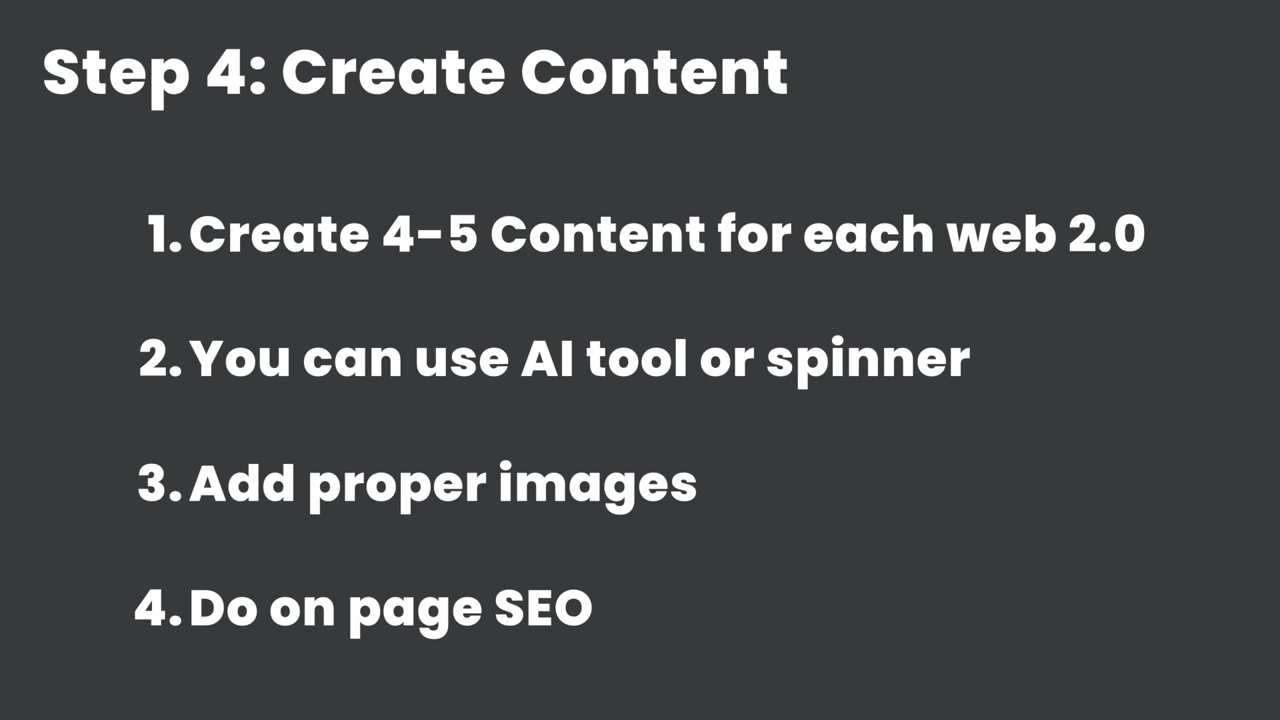 Step 4: Create Content
1. Create 4-5 Content for each web 2.0
2. You can use AI tool or spinner
3. Add proper images
4. Do on page SEO